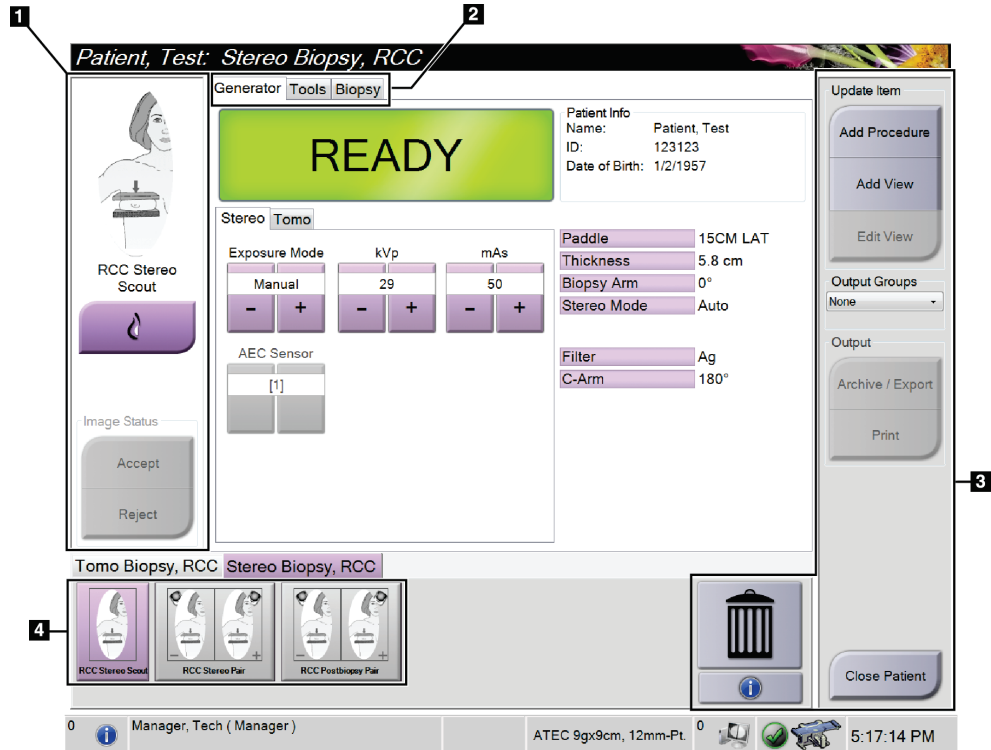 1
2
Patient, Test: Stereo Biopsy, RCC
Generator Tools Biopsy
READY
Patient Info
Name: Patient, Test
ID: 123123
Date of Birth: 1/2/1957
RCC Stereo
Scout
Image Status
Accept
Reject
Stereo Tomo
Exposure Mode kVp mAs
Manual 29 50
- + - + - +
AEC Sensor
[1]
Paddle 15CM LAT
Thickness 5.8 cm
Biopsy Arm 0°
Stereo Mode Auto
Filter Ag
C-Arm 180°
Update Item
Add Procedure
Add View
Edit View
Output Groups
None
Output
Archive / Export
Print
3
Tomo Biopsy, RCC Stereo Biopsy, RCC
4
- + - +
RCC Stereo Scout RCC Stereo Pair RCC Postbiopsy Pair
i
Close Patient
0 i Manager, Tech ( Manager ) ATEC 9gx9cm, 12mm-Pt. 0 5:17:14 PM